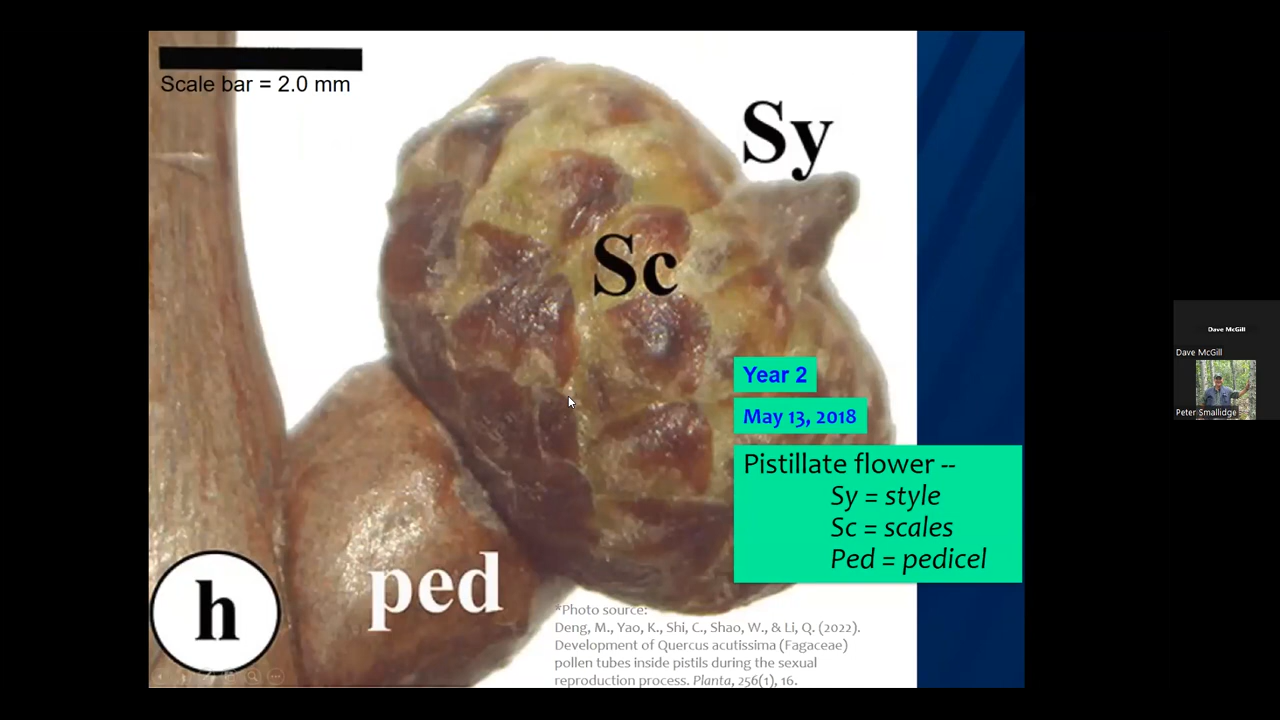 Scale bar = 2.0 mm
Sy
Sc
Year 2
May 13, 2018
Pistillate flower --
Sy = style
Sc = scales
Ped = pedicel
ped
h
*Photo source:
Deng, M., Yao, K., Shi, C., Shao, W., & Li, Q. (2022).
Development of Quercus acutissima (Fagaceae)
pollen tubes inside pistils during the sexual
reproduction process. Planta, 256(1), 16.
Dave McGill
Dave McGill
Peter Smallidge